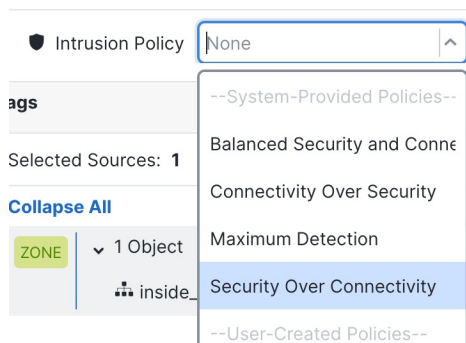 Intrusion Policy
None
--System-Provided Policies--
ags
Balanced Security and Conne
Selected Sources: 1
Connectivity Over Security
Collapse All
Maximum Detection
ZONE
1 Object
Security Over Connectivity
inside_
--User-Created Policies--